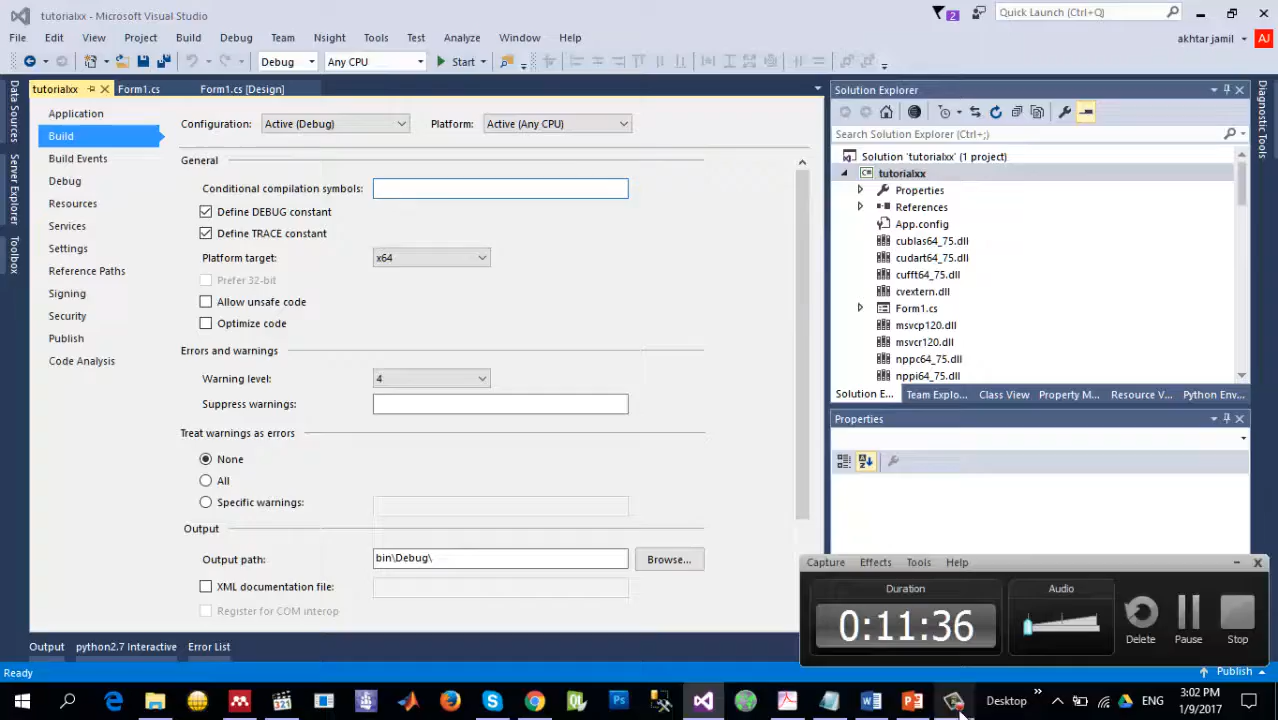 tutorialxx - Microsoft Visual Studio
2
Quick Launch (Ctrl+Q)
File Edit View Project Build Debug Team Nsight Tools Test Analyze Window Help
akhtar jamil
AJ
Debug
Any CPU
Start
Data Sources
Server Explorer
Toolbox
tutorialxx
Form1.cs
Form1.cs [Design]
Application
Build
Build Events
Debug
Resources
Services
Settings
Reference Paths
Signing
Security
Publish
Code Analysis
Configuration: Active (Debug)
Platform: Active (Any CPU)
General
Conditional compilation symbols:
Define DEBUG constant
Define TRACE constant
Platform target: x64
Prefer 32-bit
Allow unsafe code
Optimize code
Errors and warnings
Warning level: 4
Suppress warnings:
Treat warnings as errors
None
All
Specific warnings:
Output
Output path: bin\Debug\ Browse...
XML documentation file:
Register for COM interop
Solution Explorer
Search Solution Explorer (Ctrl+;)
Solution 'tutorialxx' (1 project)
C# tutorialxx
Properties
References
App.config
cublas64_75.dll
cudart64_75.dll
cufft64_75.dll
cvextern.dll
Form1.cs
msvcp120.dll
msvcr120.dll
nppc64_75.dll
nppi64_75.dll
Solution E... Team Explo... Class View Property M... Resource V... Python Env...
Properties
Diagnostic Tools
Capture Effects Tools Help
Duration
0:11:36
Audio
Delete Pause Stop
Output python2.7 Interactive Error List
Ready
Publish
321
Ps
Desktop
ENG
3:02 PM
1/9/2017